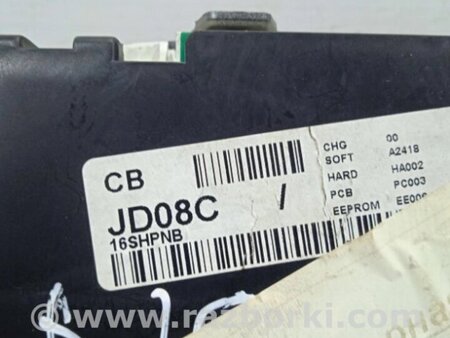 CB
JD08C /
16SHPNB
CHG 00
SOFT A2418
HARD HA002
PCB PC003
EEPROM
www.razborki.com